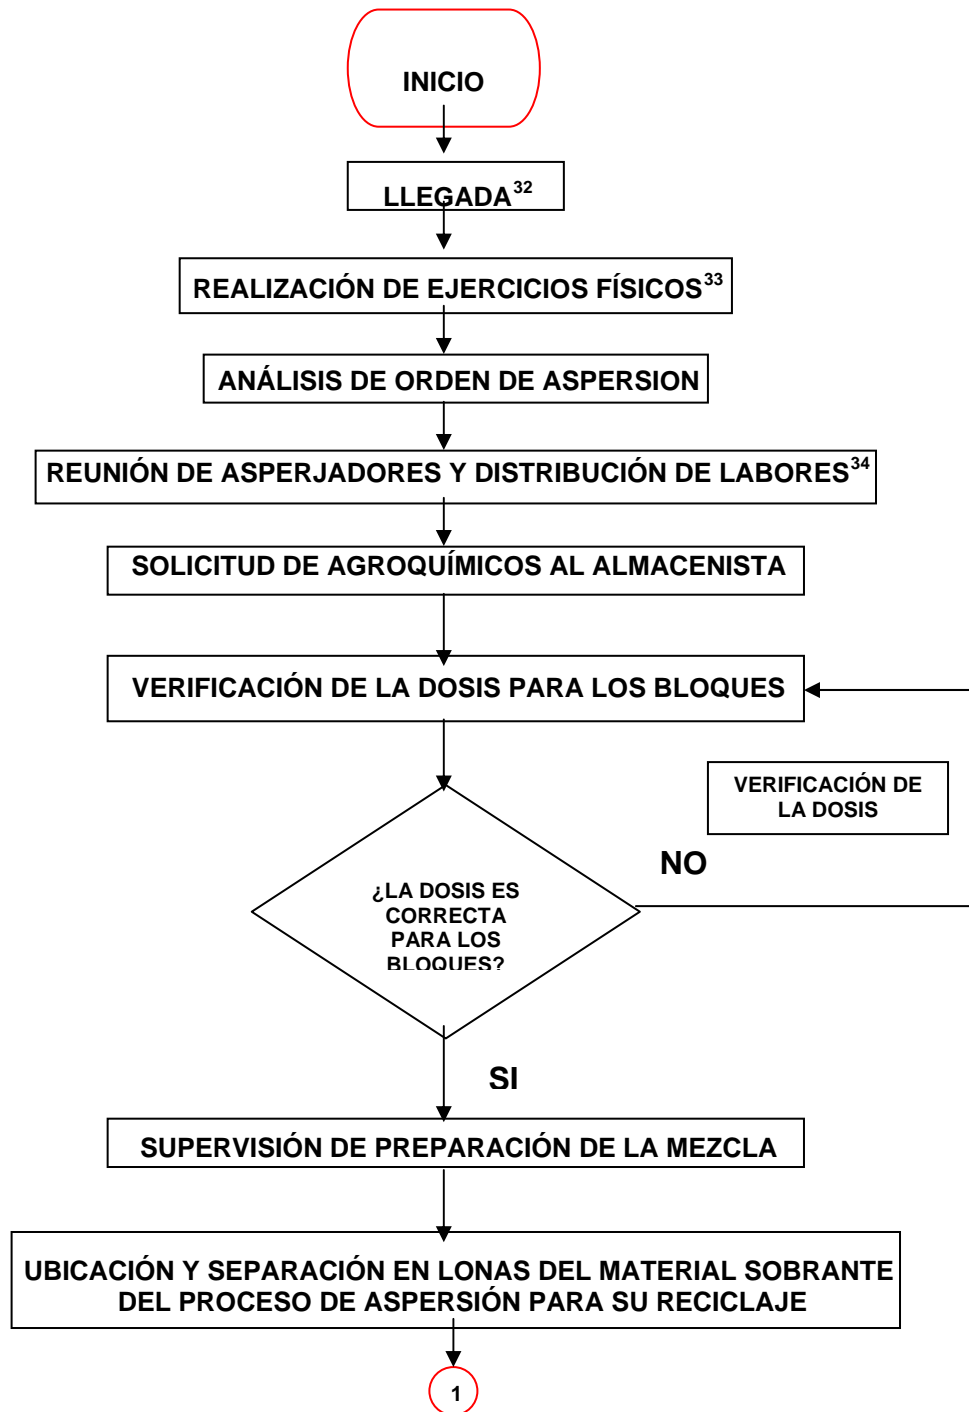 INICIO
LLEGADA32
REALIZACIÓN DE EJERCICIOS FÍSICOS33
ANÁLISIS DE ORDEN DE ASPERSION
REUNIÓN DE ASPERJADORES Y DISTRIBUCIÓN DE LABORES34
SOLICITUD DE AGROQUÍMICOS AL ALMACENISTA
VERIFICACIÓN DE LA DOSIS PARA LOS BLOQUES
VERIFICACIÓN DE
LA DOSIS
NO
¿LA DOSIS ES
CORRECTA
PARA LOS
BLOQUES?
SI
SUPERVISIÓN DE PREPARACIÓN DE LA MEZCLA
UBICACIÓN Y SEPARACIÓN EN LONAS DEL MATERIAL SOBRANTE
DEL PROCESO DE ASPERSIÓN PARA SU RECICLAJE
1